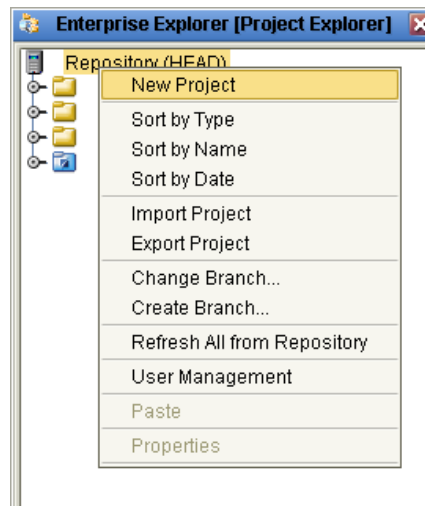 Enterprise Explorer [Project Explorer]
Repository (HEAD)
New Project
Sort by Type
Sort by Name
Sort by Date
Import Project
Export Project
Change Branch...
Create Branch...
Refresh All from Repository
User Management
Paste
Properties